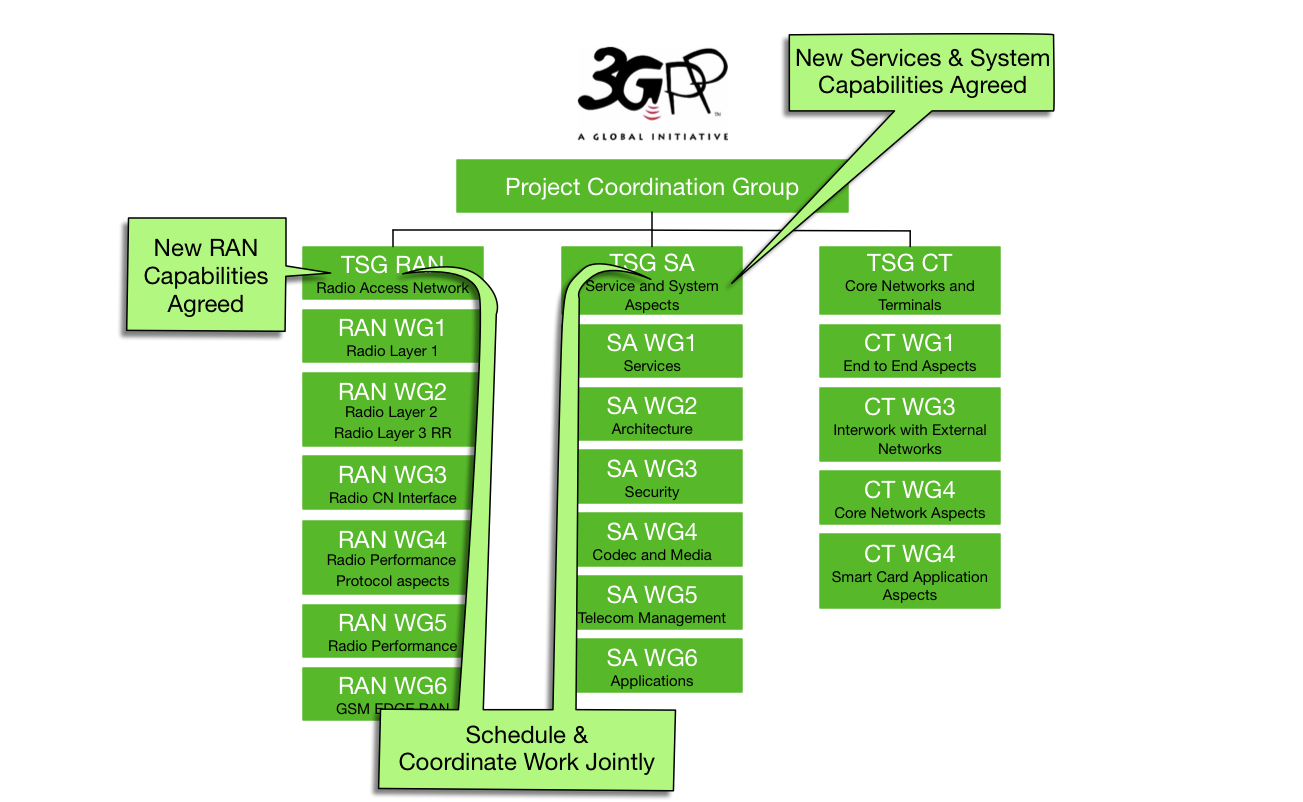 3GPP
™
A GLOBAL INITIATIVE
New Services & System
Capabilities Agreed
Project Coordination Group
New RAN
Capabilities
Agreed
TSG RAN
Radio Access Network
RAN WG1
Radio Layer 1
RAN WG2
Radio Layer 2
Radio Layer 3 RR
RAN WG3
Radio CN Interface
RAN WG4
Radio Performance
Protocol aspects
RAN WG5
Radio Performance
RAN WG6
GSM EDGE RAN
TSG SA
Service and System
Aspects
SA WG1
Services
SA WG2
Architecture
SA WG3
Security
SA WG4
Codec and Media
SA WG5
Telecom Management
SA WG6
Applications
TSG CT
Core Networks and
Terminals
CT WG1
End to End Aspects
CT WG3
Interwork with External
Networks
CT WG4
Core Network Aspects
CT WG4
Smart Card Application
Aspects
Schedule &
Coordinate Work Jointly